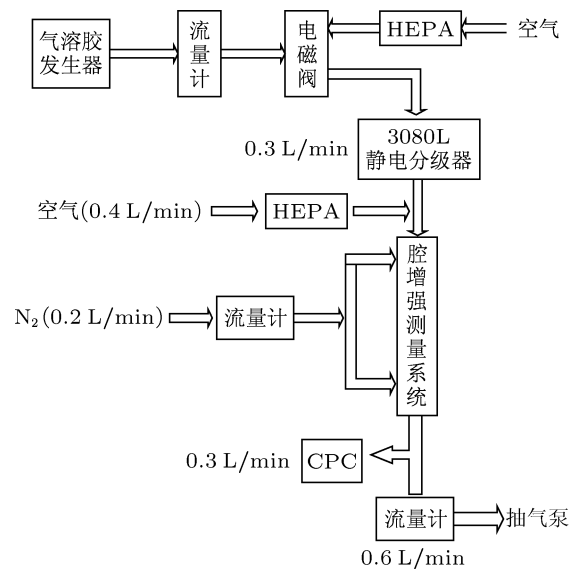 气溶胶
发生器
流量计
电磁阀
HEPA
空气
0.3 L/min
3080L
静电分级器
空气(0.4 L/min)
HEPA
腔增强测量系统
N₂(0.2 L/min)
流量计
0.3 L/min
CPC
流量计
抽气泵
0.6 L/min